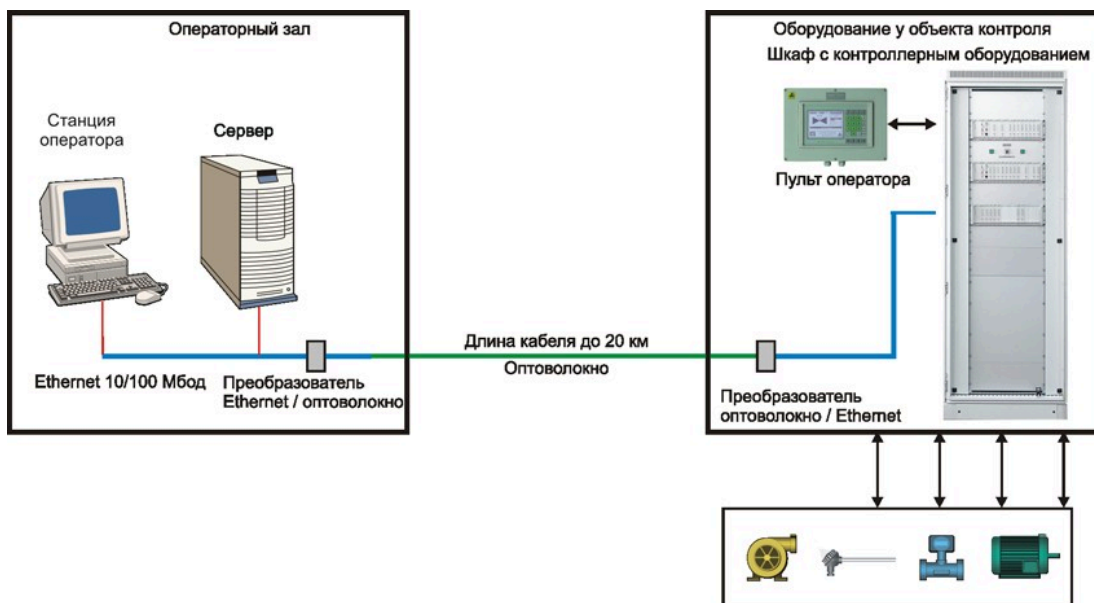 Операторный зал
Станция
оператора
Сервер
Ethernet 10/100 Мбод
Преобразователь
Ethernet / оптоволокно
Длина кабеля до 20 км
Оптоволокно
Оборудование у объекта контроля
Шкаф с контроллерным оборудованием
Пульт оператора
Преобразователь
оптоволокно / Ethernet